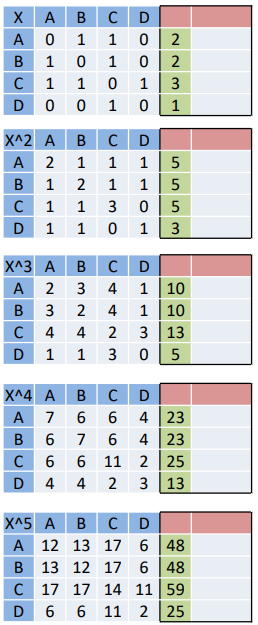 X A B C D
A 0 1 1 0 2
B 1 0 1 0 2
C 1 1 0 1 3
D 0 0 1 0 1
X^2 A B C D
A 2 1 1 1 5
B 1 2 1 1 5
C 1 1 3 0 5
D 1 1 0 1 3
X^3 A B C D
A 2 3 4 1 10
B 3 2 4 1 10
C 4 4 2 3 13
D 1 1 3 0 5
X^4 A B C D
A 7 6 6 4 23
B 6 7 6 4 23
C 6 6 11 2 25
D 4 4 2 3 13
X^5 A B C D
A 12 13 17 6 48
B 13 12 17 6 48
C 17 17 14 11 59
D 6 6 11 2 25